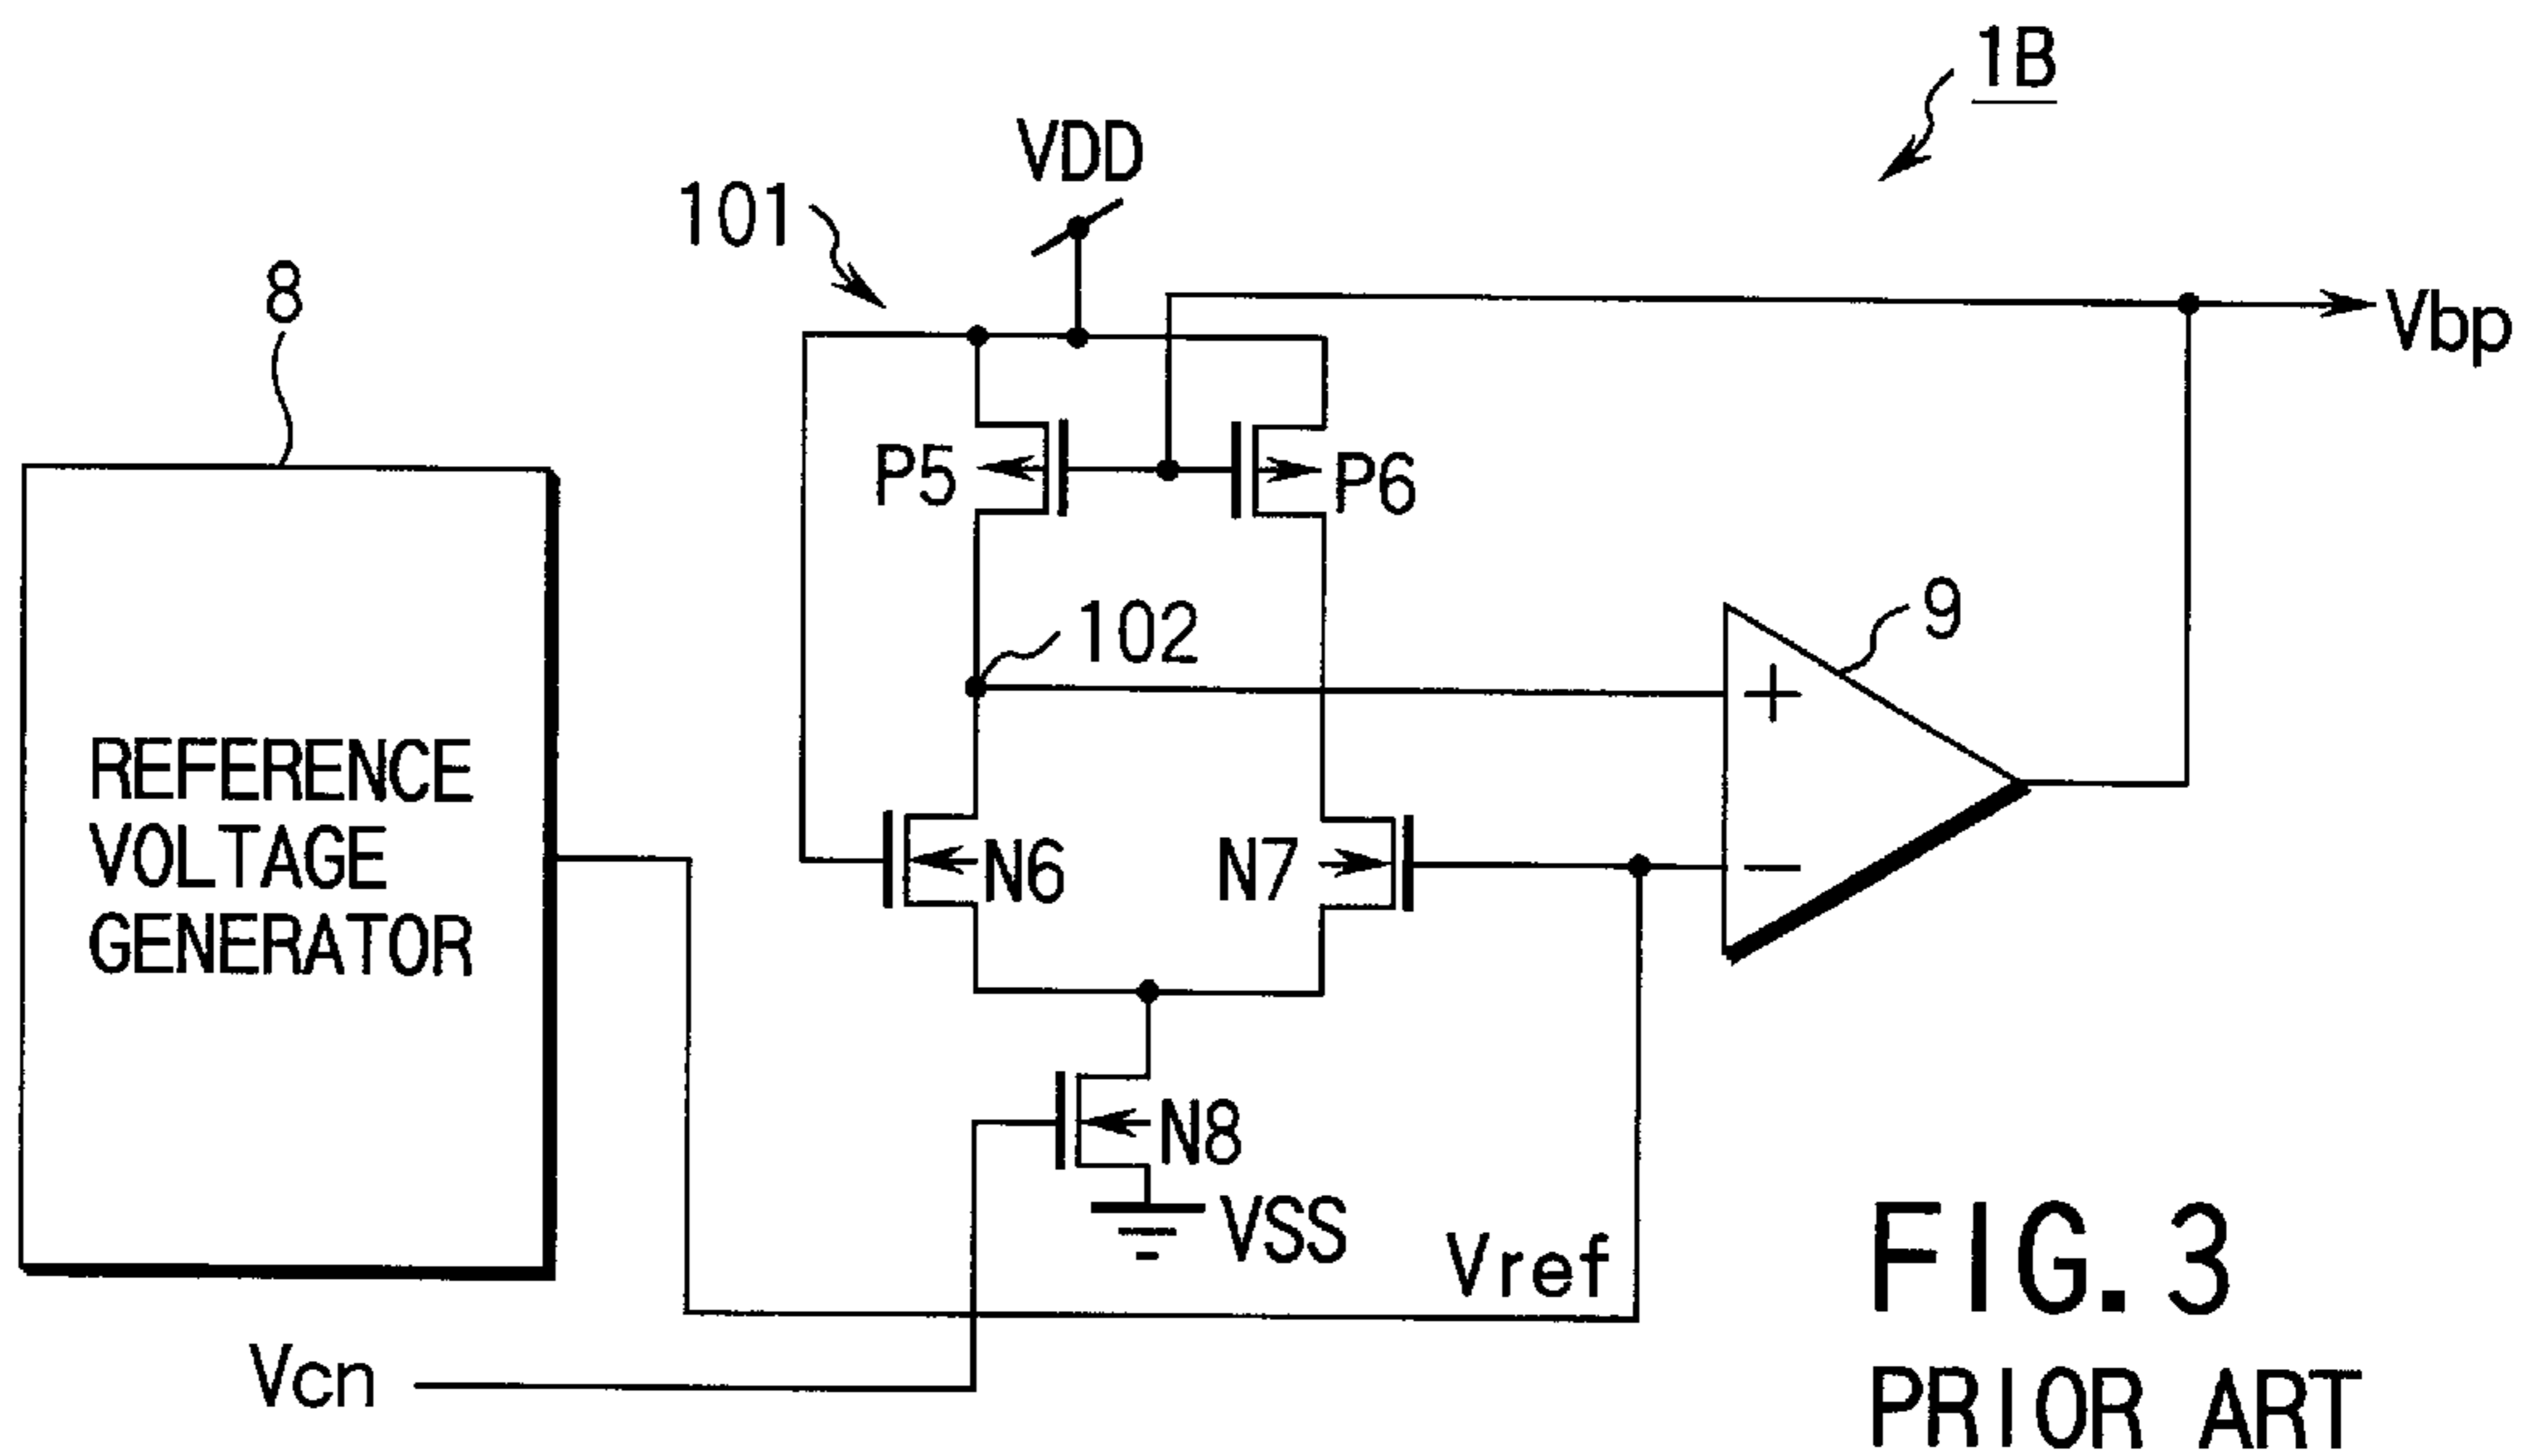 1B
VDD
101
8
Vbp
P5
P6
102
9
REFERENCE
VOLTAGE
GENERATOR
+
N6
N7
−
N8
VSS
Vref
Vcn
FIG. 3
PRIOR ART